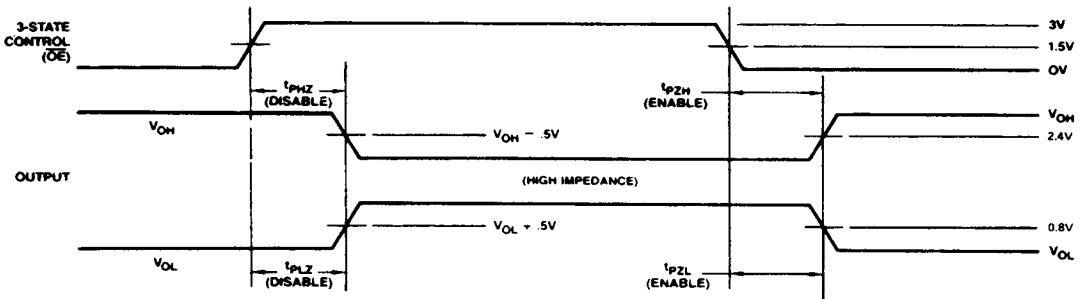 3-STATE
CONTROL
(OE)
3V
1.5V
OV
tPHZ
(DISABLE)
tPZH
(ENABLE)
VOH
VOH – .5V
VOH
2.4V
OUTPUT
(HIGH IMPEDANCE)
VOL + .5V
0.8V
VOL
VOL
tPLZ
(DISABLE)
tPZL
(ENABLE)